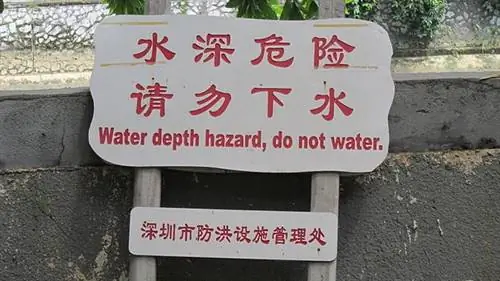 水深危险
请勿下水
Water depth hazard, do not water.
深圳市防洪设施管理处